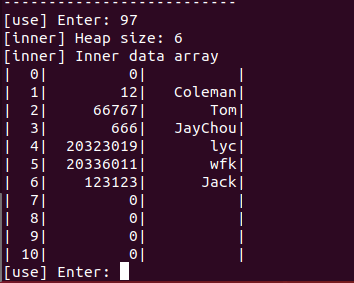 ---------------------------
[use] Enter: 97
[inner] Heap size: 6
[inner] Inner data array
|  0|          0|           |
|  1|         12|    Coleman|
|  2|      66767|        Tom|
|  3|        666|    JayChou|
|  4|   20323019|        lyc|
|  5|   20336011|        wfk|
|  6|     123123|       Jack|
|  7|          0|           |
|  8|          0|           |
|  9|          0|           |
| 10|          0|           |
[use] Enter: